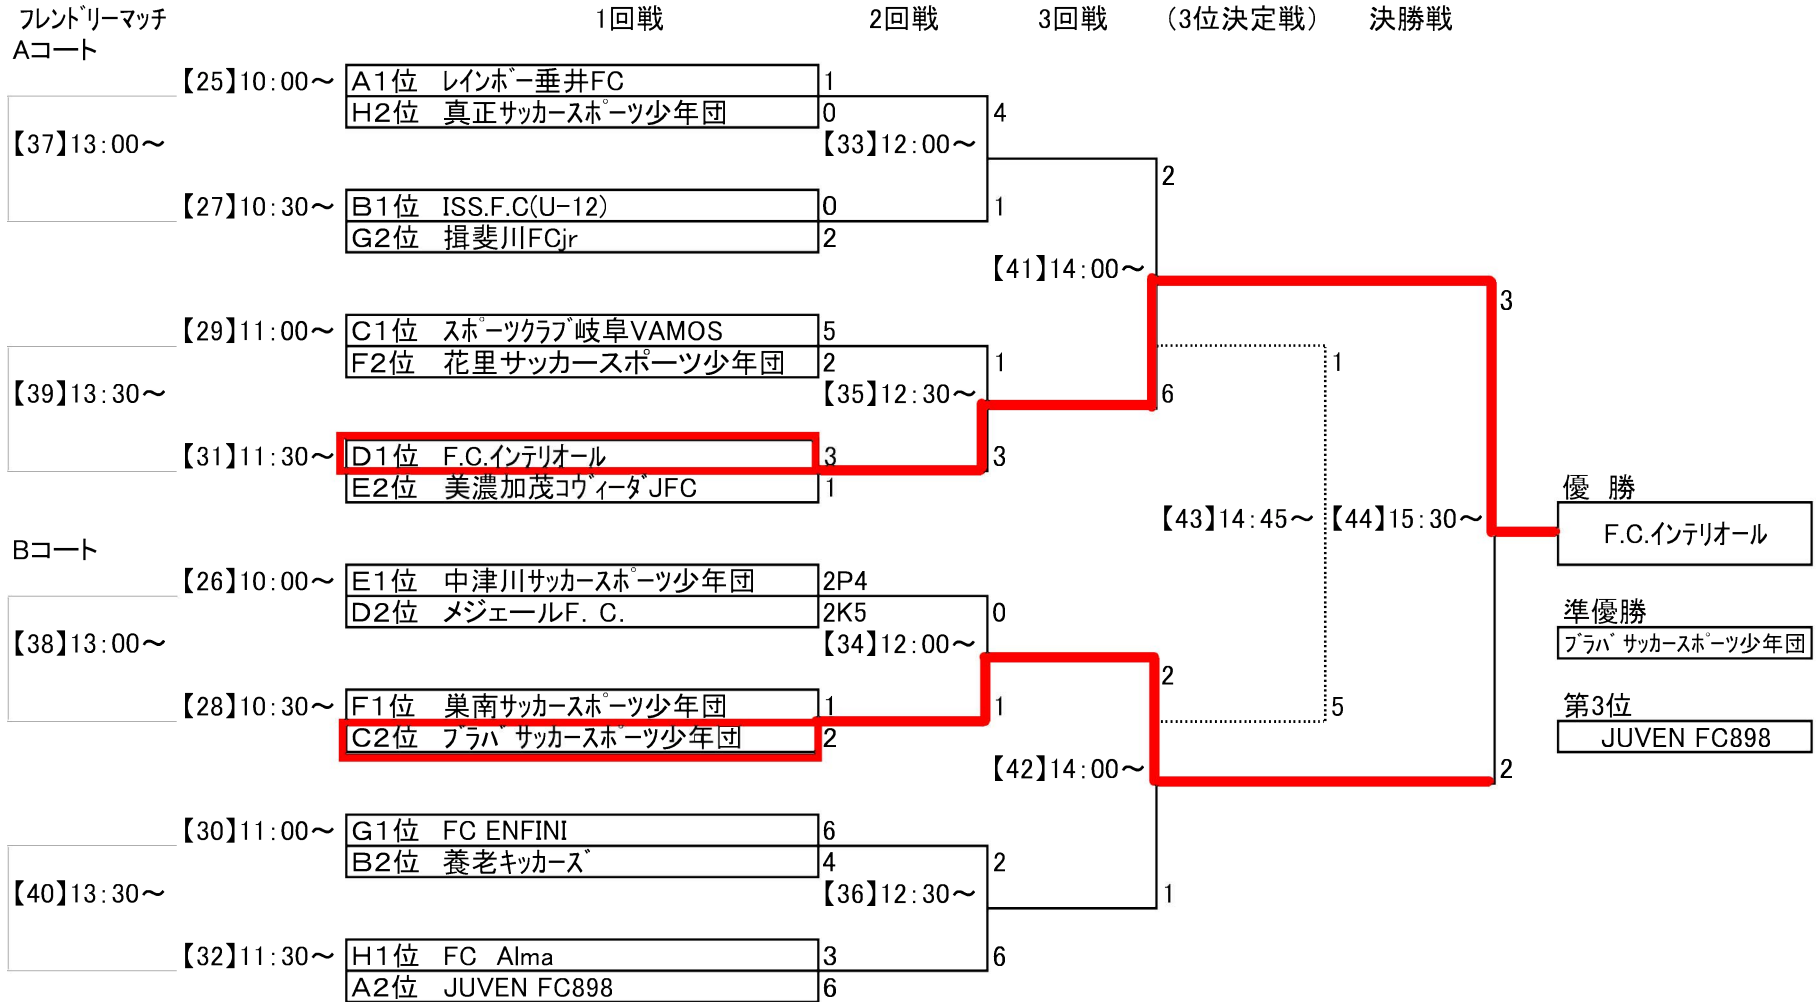 ﾌﾚﾝﾄﾞﾘｰﾏｯﾁ 1回戦 2回戦 3回戦 （3位決定戦） 決勝戦
Aコート
【25】10:00～ A1位 ﾚｲﾝﾎﾞｰ垂井FC 1
H2位 真正ｻｯｶｰｽﾎﾟｰﾂ少年団 0 4
【37】13:00～ 【33】12:00～
2
【27】10:30～ B1位 ISS.F.C(U-12) 0 1
G2位 揖斐川FCjr 2
【41】14:00～
3
【29】11:00～ C1位 ｽﾎﾟｰﾂｸﾗﾌﾞ岐阜VAMOS 5
F2位 花里サッカースポーツ少年団 2 1 1
【39】13:30～ 【35】12:30～ 6
【31】11:30～ D1位 F.C.ｲﾝﾃﾘｵｰﾙ 3 3
E2位 美濃加茂ｺｳﾞｨｰﾀﾞJFC 1
優 勝
【43】14:45～ 【44】15:30～ F.C.ｲﾝﾃﾘｵｰﾙ
Bコート
【26】10:00～ E1位 中津川ｻｯｶｰｽﾎﾟｰﾂ少年団 2P4
D2位 メジェールF. C. 2K5 0 準優勝
【38】13:00～ 【34】12:00～ ﾌﾞﾗﾊﾞｻｯｶｰｽﾎﾟｰﾂ少年団
2
【28】10:30～ F1位 巣南ｻｯｶｰｽﾎﾟｰﾂ少年団 1 1 5 第3位
C2位 ﾌﾞﾗﾊﾞｻｯｶｰｽﾎﾟｰﾂ少年団 2 JUVEN FC898
【42】14:00～ 2
【30】11:00～ G1位 FC ENFINI 6
B2位 養老ｷｯｶｰｽﾞ 4 2
【40】13:30～ 【36】12:30～ 1
【32】11:30～ H1位 FC Alma 3 6
A2位 JUVEN FC898 6